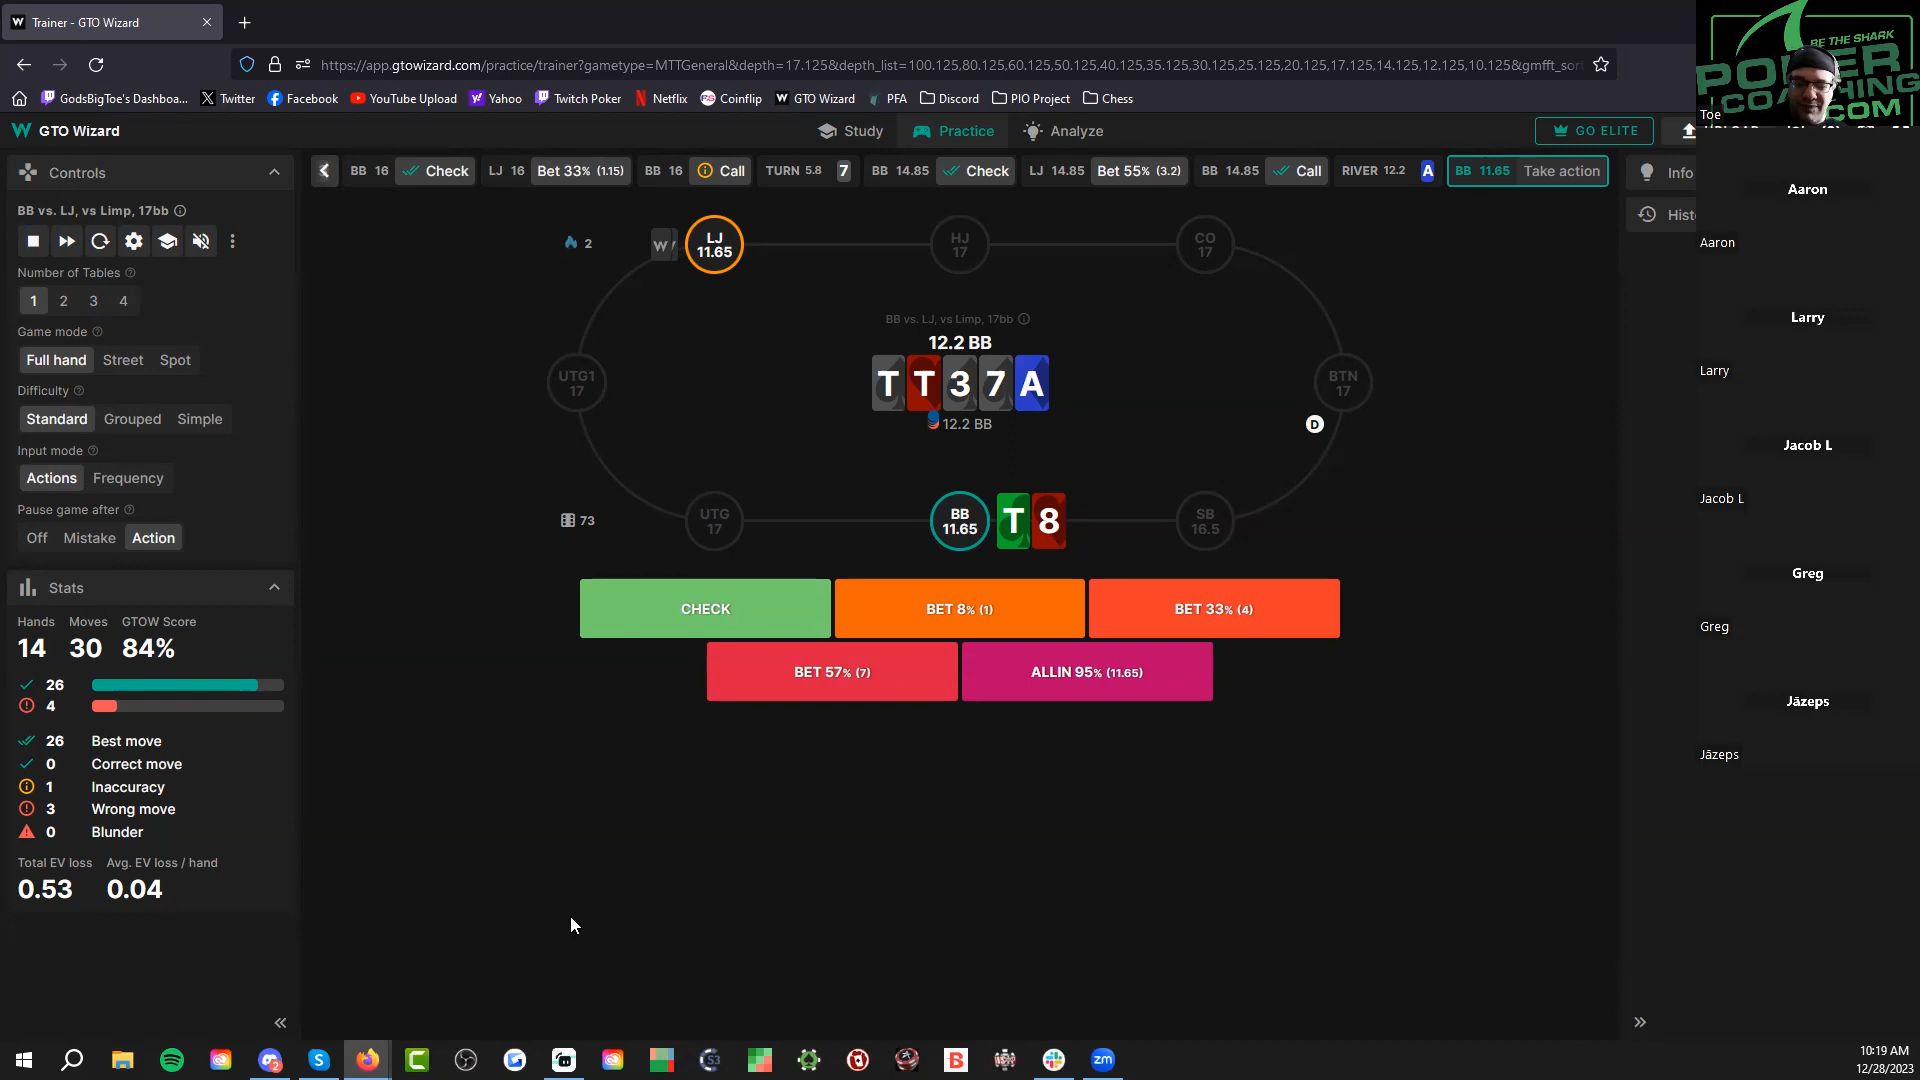 Trainer - GTO Wizard
https://app.gtowizard.com/practice/trainer?gametype=MTTGeneral&depth=17.125&depth_list=100.125,80.125,60.125,50.125,40.125,35.125,30.125,25.125,20.125,17.125,14.125,12.125,10.125&gmfft_sor
GodsBigToe's Dashboa... Twitter Facebook YouTube Upload Yahoo Twitch Poker Netflix Coinflip GTO Wizard PFA Discord PIO Project Chess
GTO Wizard Study Practice Analyze GO ELITE
BE THE SHARK
POKER
COACHING
.COM
Toe
Controls
BB 16 Check LJ 16 Bet 33% (1.15) BB 16 Call TURN 5.8 7 BB 14.85 Check LJ 14.85 Bet 55% (3.2) BB 14.85 Call RIVER 12.2 A BB 11.65 Take action
Info
BB vs. LJ, vs Limp, 17bb
Number of Tables
1 2 3 4
Game mode
Full hand Street Spot
Difficulty
Standard Grouped Simple
Input mode
Actions Frequency
Pause game after
Off Mistake Action
Stats
Hands Moves GTOW Score
14 30 84%
26
4
26 Best move
0 Correct move
1 Inaccuracy
3 Wrong move
0 Blunder
Total EV loss Avg. EV loss / hand
0.53 0.04
2
LJ
11.65
HJ
17
CO
17
BB vs. LJ, vs Limp, 17bb
12.2 BB
T T 3 7 A
12.2 BB
UTG1
17
BTN
17
D
73
UTG
17
BB
11.65
T 8
SB
16.5
CHECK BET 8% (1) BET 33% (4)
BET 57% (7) ALLIN 95% (11.65)
Aaron
Aaron
Larry
Larry
Jacob L
Jacob L
Greg
Greg
Jāzeps
Jāzeps
10:19 AM
12/28/2023